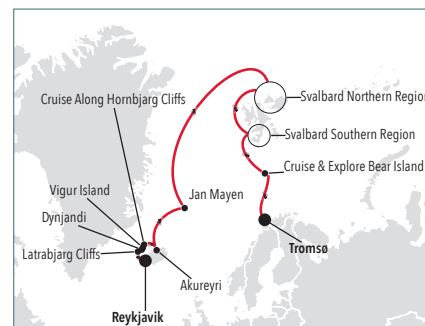 Cruise Along Hornbjarg Cliffs
Svalbard Northern Region
Svalbard Southern Region
Cruise & Explore Bear Island
Vigur Island
Jan Mayen
Dynjandi
Latrabjarg Cliffs
Tromsø
Akureyri
Reykjavik